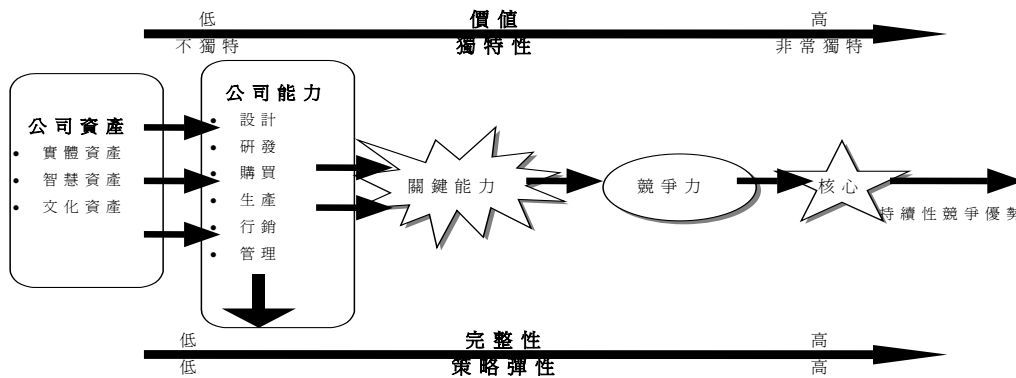 低 價值 高
不獨特 獨特性 非常獨特
公司資產
• 實體資產
• 智慧資產
• 文化資產
公司能力
• 設計
• 研發
• 購買
• 生產
• 行銷
• 管理
關鍵能力
競爭力
核心
持續性競爭優勢
低 完整性 高
低 策略彈性 高